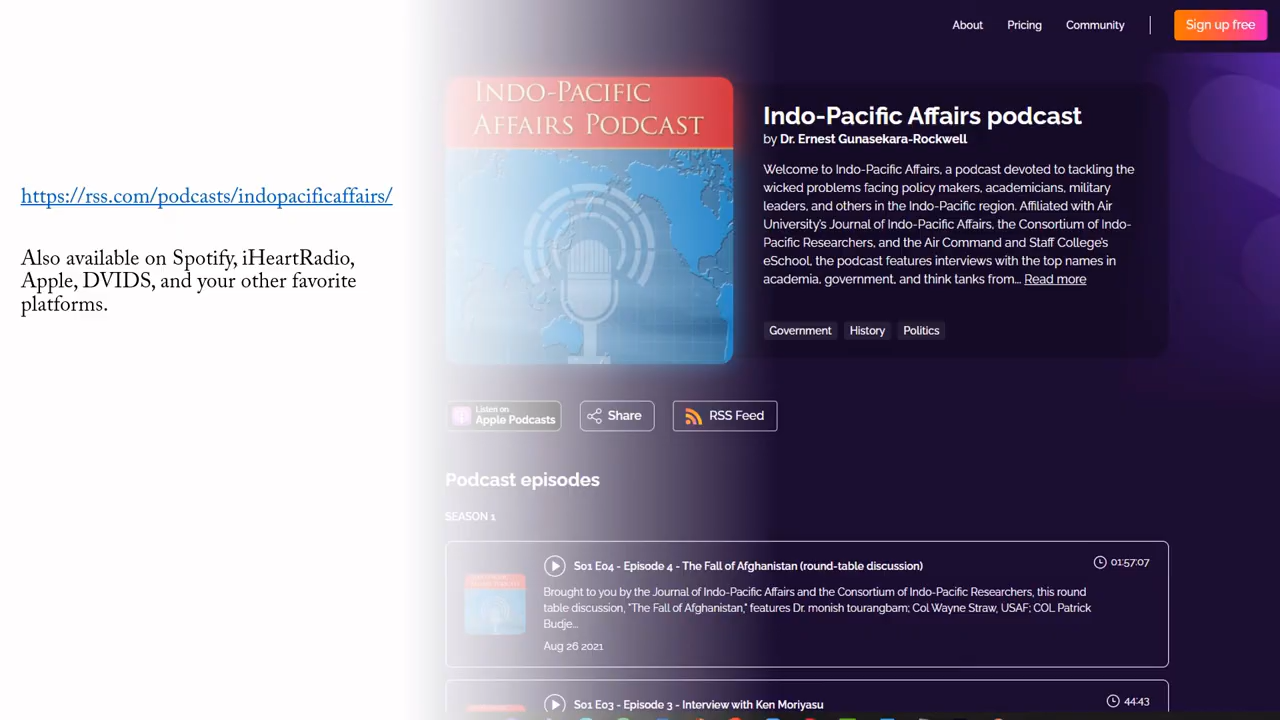 About
Pricing
Community
Sign up free
INDO-PACIFIC
AFFAIRS PODCAST
Indo-Pacific Affairs podcast
by Dr. Ernest Gunasekara-Rockwell
Welcome to Indo-Pacific Affairs, a podcast devoted to tackling the
wicked problems facing policy makers, academicians, military
leaders, and others in the Indo-Pacific region. Affiliated with Air
University's Journal of Indo-Pacific Affairs, the Consortium of Indo-
Pacific Researchers, and the Air Command and Staff College's
eSchool, the podcast features interviews with the top names in
academia, government, and think tanks from... Read more
Government
History
Politics
https://rss.com/podcasts/indopacificaffairs/
Also available on Spotify, iHeartRadio,
Apple, DVIDS, and your other favorite
platforms.
Listen on
Apple Podcasts
Share
RSS Feed
Podcast episodes
SEASON 1
S01 E04 - Episode 4 - The Fall of Afghanistan (round-table discussion)
01:57:07
Brought to you by the Journal of Indo-Pacific Affairs and the Consortium of Indo-Pacific Researchers, this round
table discussion, "The Fall of Afghanistan," features Dr. monish tourangbam; Col Wayne Straw, USAF; COL Patrick
Budje...
Aug 26 2021
S01 E03 - Episode 3 - Interview with Ken Moriyasu
44:43